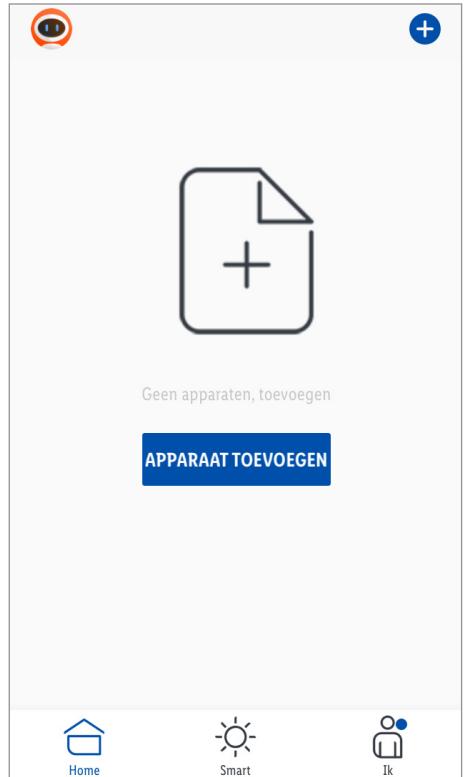 Geen apparaten, toevoegen
APPARAAT TOEVOEGEN
Home
Smart
Ik